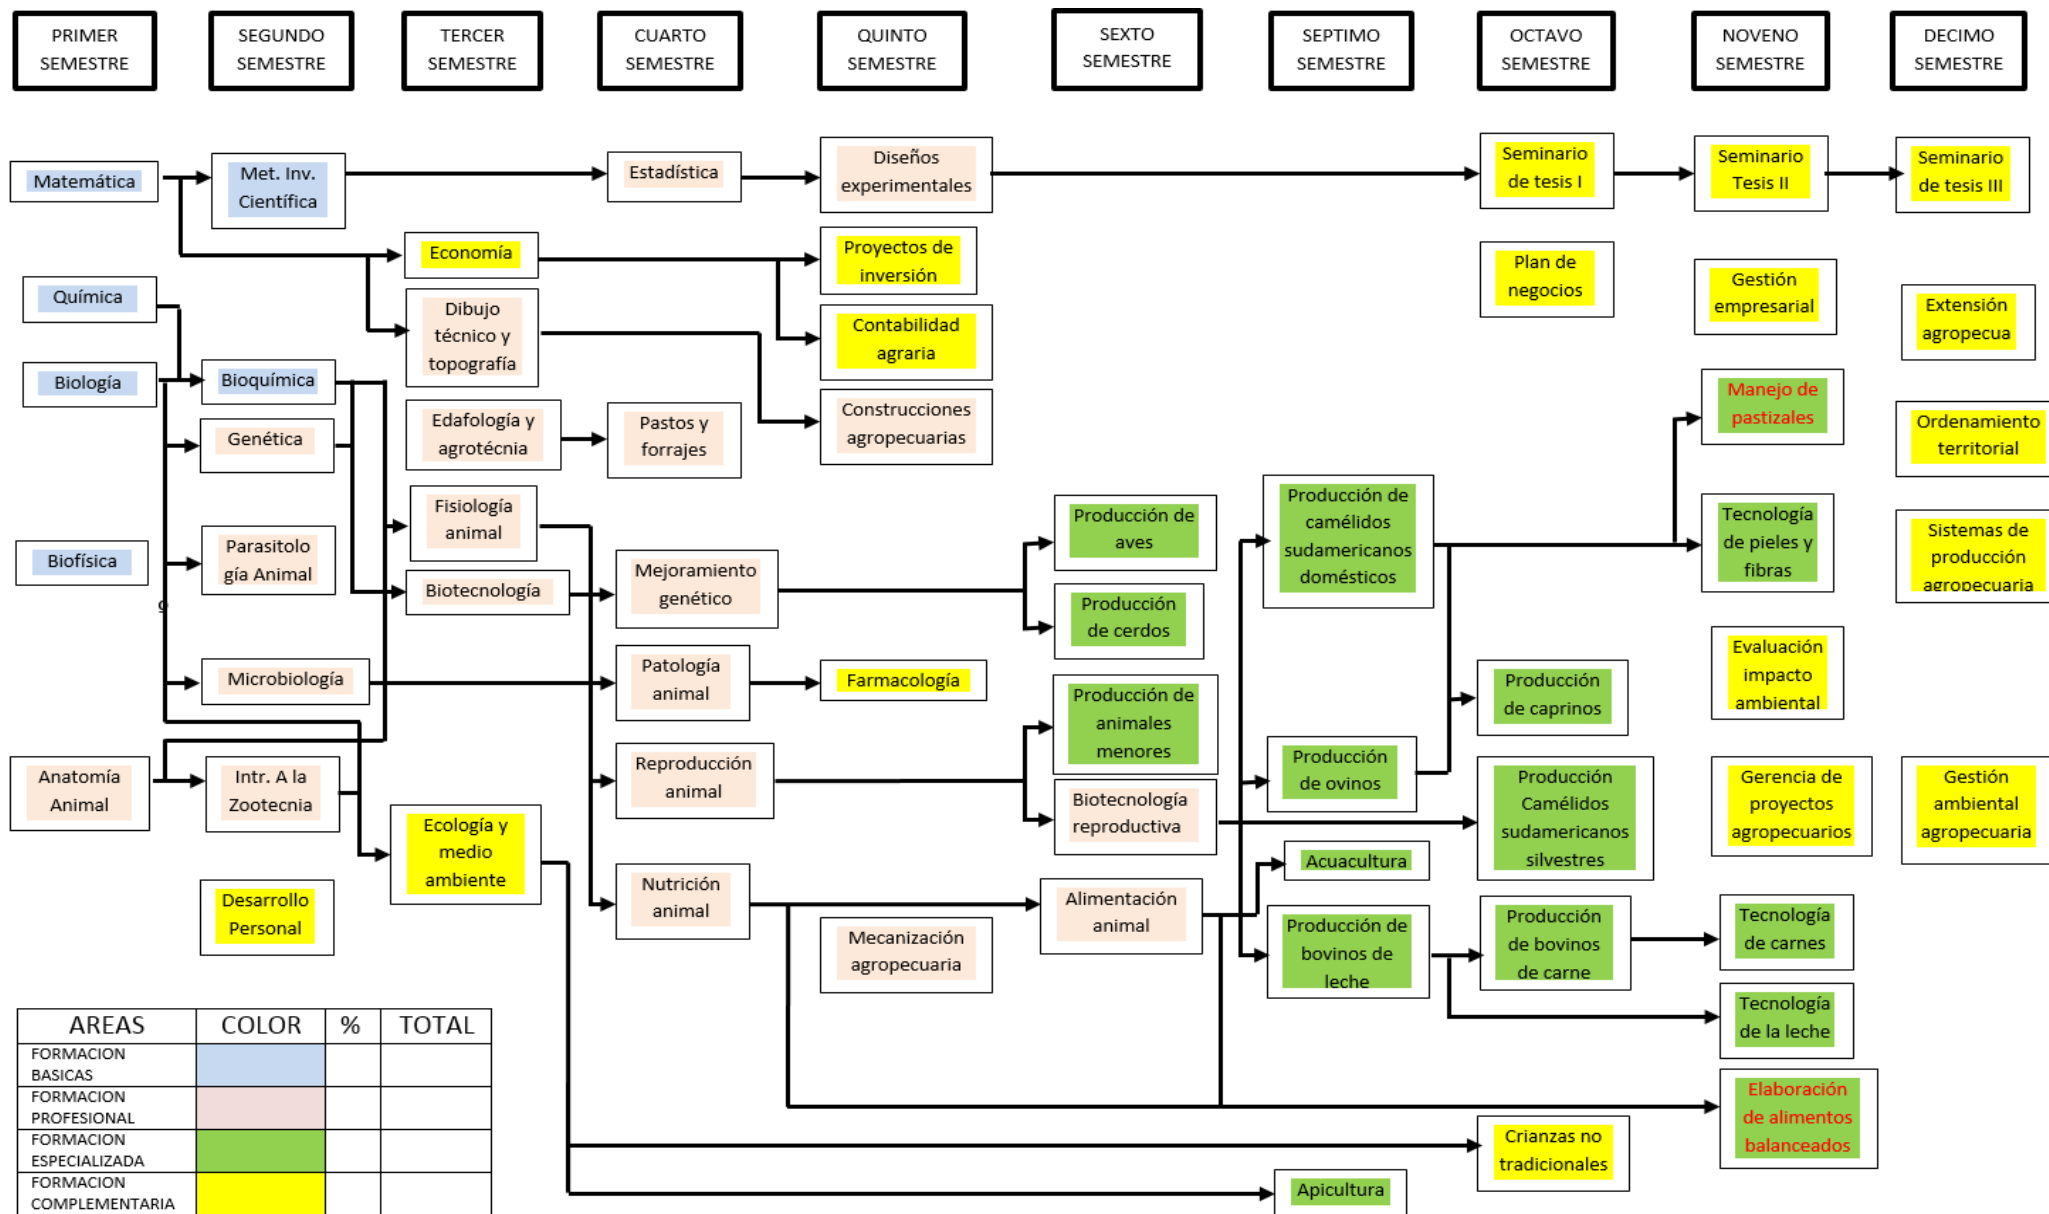 PRIMER
SEMESTRE
SEGUNDO
SEMESTRE
TERCER
SEMESTRE
CUARTO
SEMESTRE
QUINTO
SEMESTRE
SEXTO
SEMESTRE
SEPTIMO
SEMESTRE
OCTAVO
SEMESTRE
NOVENO
SEMESTRE
DECIMO
SEMESTRE
Matemática
Química
Biología
Biofísica
Anatomía
Animal
Met. Inv.
Científica
Bioquímica
Genética
Parasitolo
gía Animal
Microbiología
Intr. A la
Zootecnia
Desarrollo
Personal
Economía
Dibujo
técnico y
topografía
Edafología y
agrotécnia
Fisiología
animal
Biotecnología
Ecología y
medio
ambiente
Estadística
Pastos y
forrajes
Mejoramiento
genético
Patología
animal
Reproducción
animal
Nutrición
animal
Diseños
experimentales
Proyectos de
inversión
Contabilidad
agraria
Construcciones
agropecuarias
Farmacología
Mecanización
agropecuaria
Producción de
aves
Producción
de cerdos
Producción de
animales
menores
Biotecnología
reproductiva
Alimentación
animal
Producción de
camélidos
sudamericanos
domésticos
Producción
de ovinos
Acuacultura
Producción de
bovinos de
leche
Apicultura
Seminario
de tesis I
Plan de
negocios
Producción
de caprinos
Producción
Camélidos
sudamericanos
silvestres
Producción
de bovinos
de carne
Crianzas no
tradicionales
Seminario
Tesis II
Gestión
empresarial
Manejo de
pastizales
Tecnología
de pieles y
fibras
Evaluación
impacto
ambiental
Gerencia de
proyectos
agropecuarios
Tecnología
de carnes
Tecnología
de la leche
Elaboración
de alimentos
balanceados
Seminario
de tesis III
Extensión
agropecua
Ordenamiento
territorial
Sistemas de
producción
agropecuaria
Gestión
ambiental
agropecuaria
AREAS COLOR % TOTAL
FORMACION
BASICAS
FORMACION
PROFESIONAL
FORMACION
ESPECIALIZADA
FORMACION
COMPLEMENTARIA